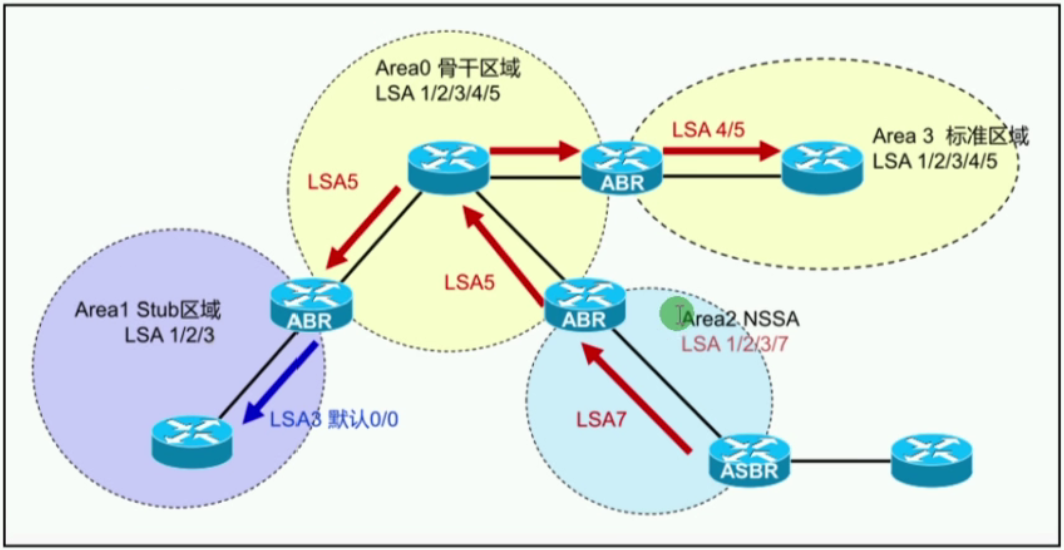 Area0 骨干区域
LSA 1/2/3/4/5
LSA 4/5
Area 3 标准区域
LSA 1/2/3/4/5
ABR
LSA5
LSA5
Area1 Stub区域
LSA 1/2/3
ABR
ABR
Area2 NSSA
LSA 1/2/3/7
LSA3 默认0/0
LSA7
ASBR